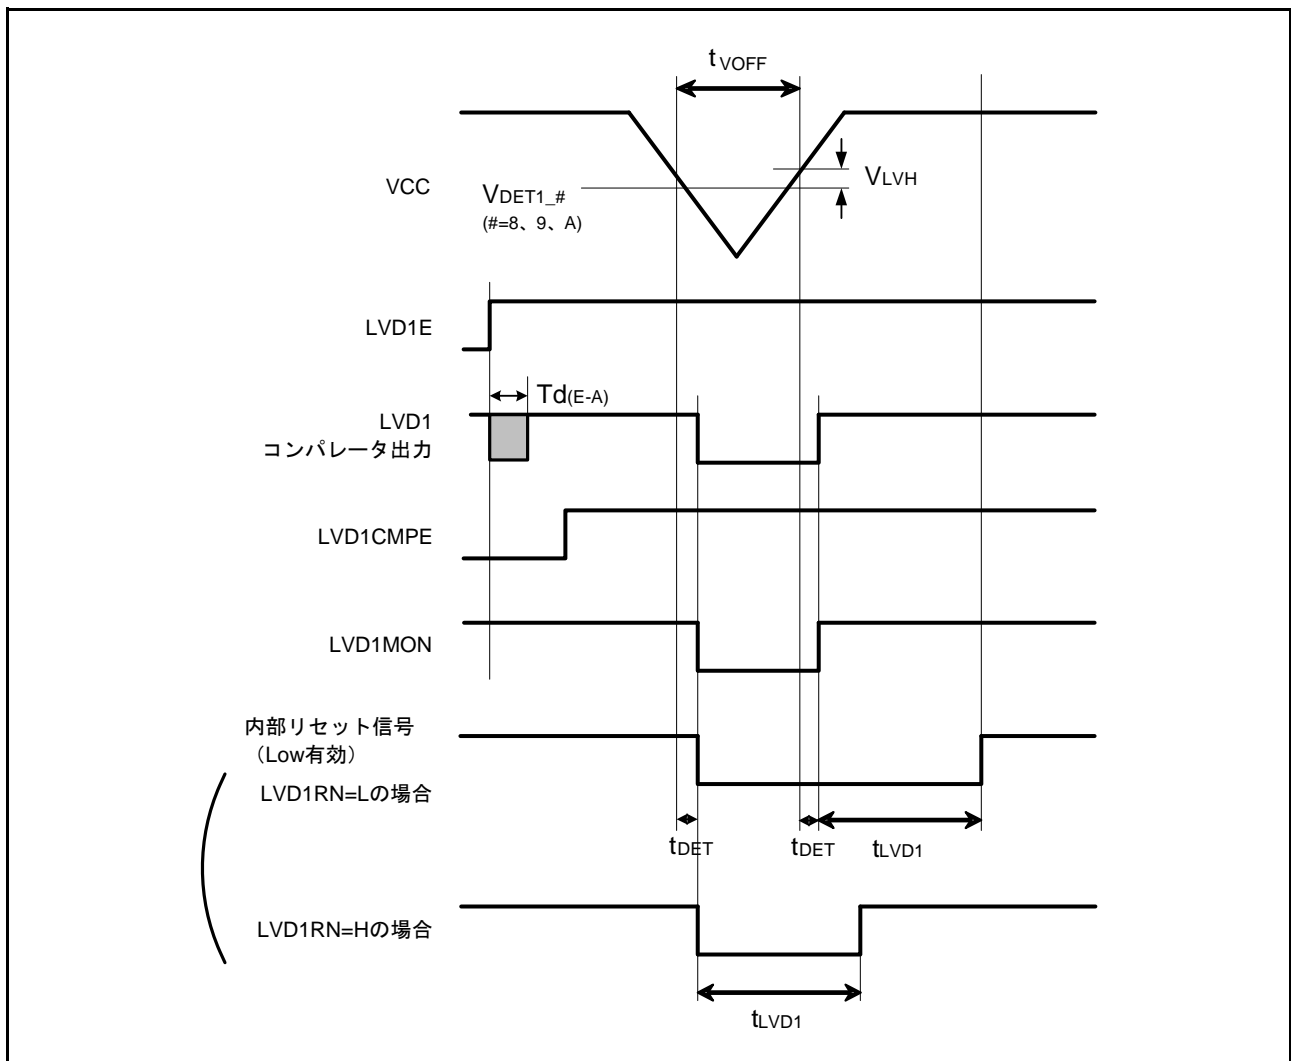 tVOFF
VCC
VDET1_#
(#=8、9、A)
VLVH
LVD1E
Td(E-A)
LVD1
コンパレータ出力
LVD1CMPE
LVD1MON
内部リセット信号
（Low有効）
LVD1RN=Lの場合
tDET
tDET
tLVD1
LVD1RN=Hの場合
tLVD1